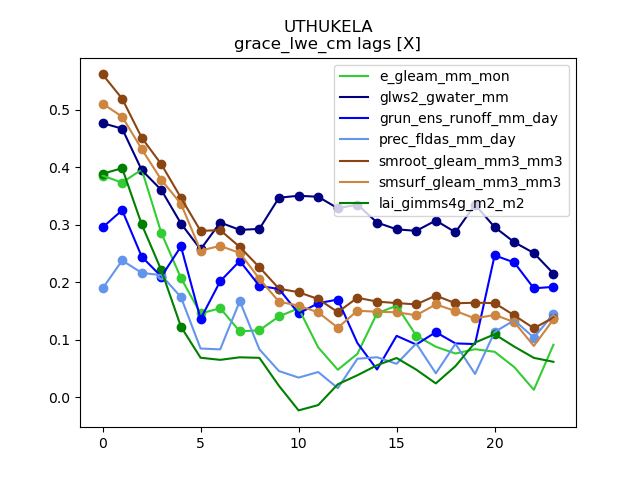 UTHUKELA
grace_lwe_cm lags [X]
e_gleam_mm_mon
glws2_gwater_mm
grun_ens_runoff_mm_day
prec_fldas_mm_day
smroot_gleam_mm3_mm3
smsurf_gleam_mm3_mm3
lai_gimms4g_m2_m2
0.5
0.4
0.3
0.2
0.1
0.0
0 5 10 15 20